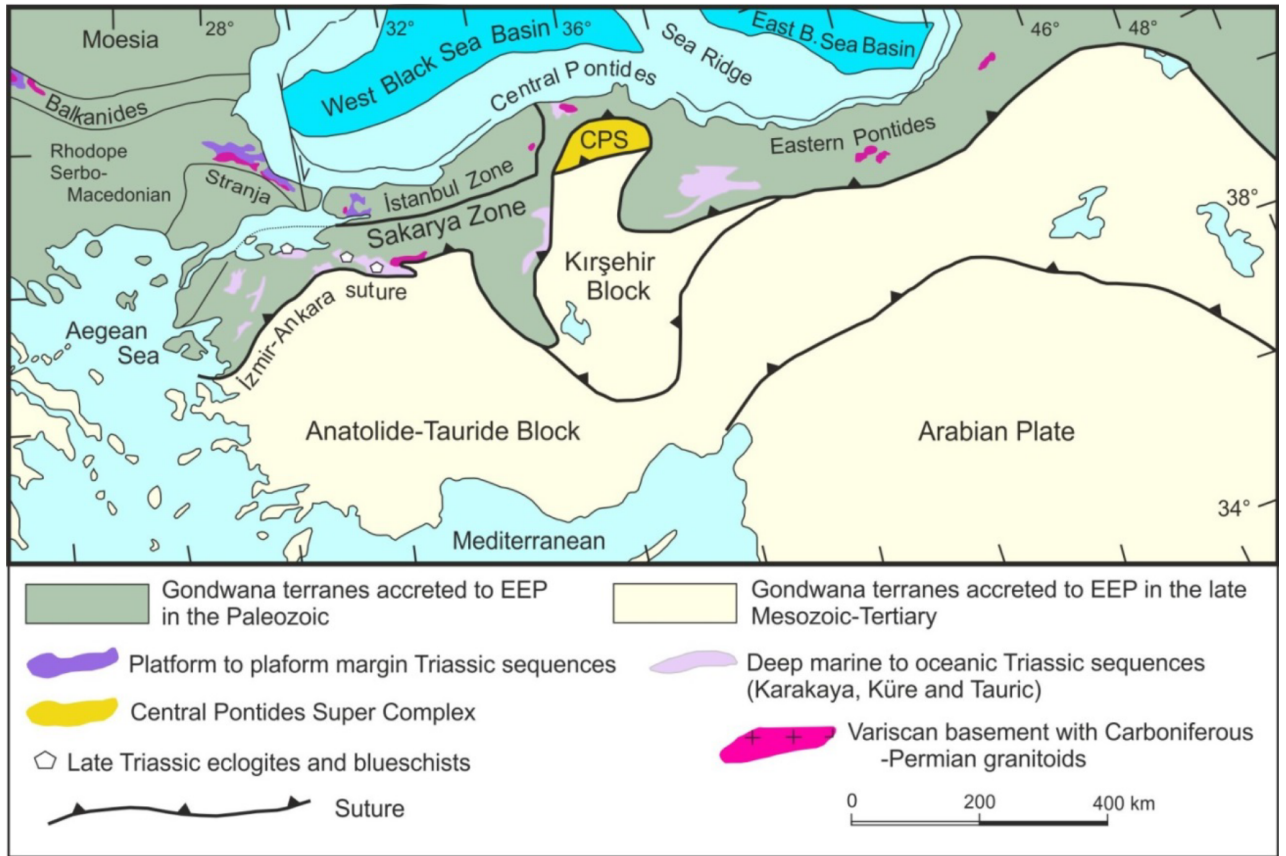 Moesia
28°
32°
36°
46°
48°
West Black Sea Basin
East B. Sea Basin
Sea Ridge
Central Pontides
Balkanides
Rhodope
Serbo-
Macedonian
Stranja
İstanbul Zone
CPS
Eastern Pontides
Sakarya Zone
38°
Kırşehir
Block
İzmir-Ankara suture
Aegean
Sea
Anatolide-Tauride Block
Arabian Plate
34°
Mediterranean
Gondwana terranes accreted to EEP
in the Paleozoic
Gondwana terranes accreted to EEP in the late
Mesozoic-Tertiary
Platform to plaform margin Triassic sequences
Deep marine to oceanic Triassic sequences
(Karakaya, Küre and Tauric)
Central Pontides Super Complex
Variscan basement with Carboniferous
-Permian granitoids
Late Triassic eclogites and blueschists
Suture
0 200 400 km